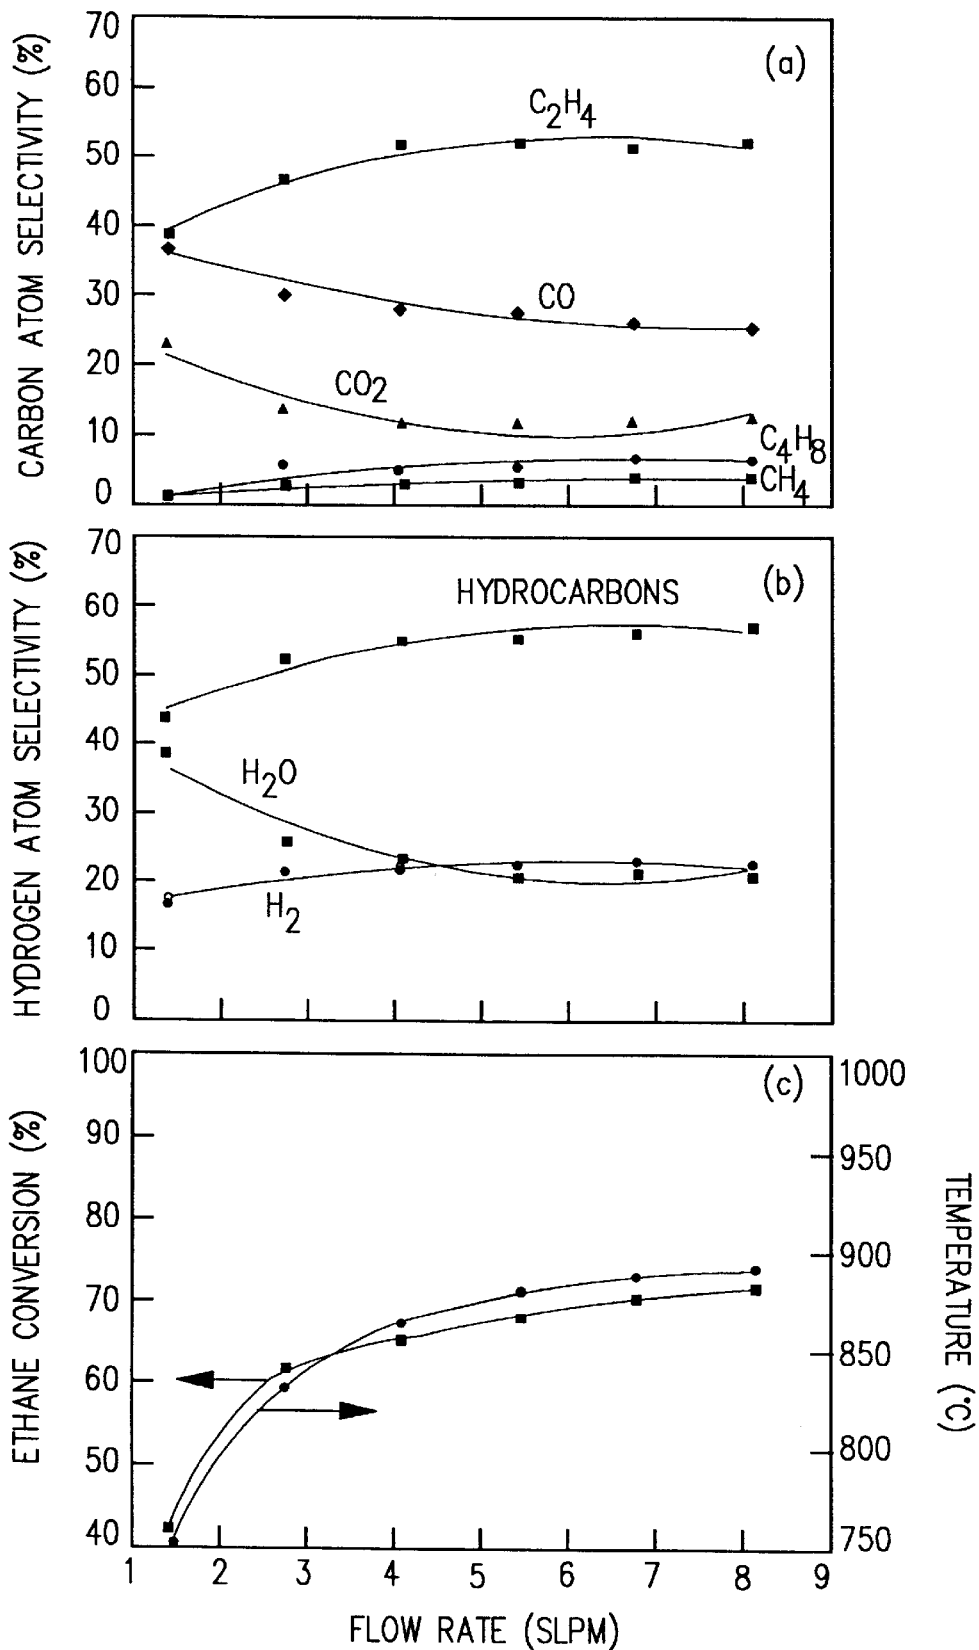 CARBON ATOM SELECTIVITY (%)
70
60
50
40
30
20
10
0
(a)
C2H4
CO
CO2
C4H8
CH4
HYDROGEN ATOM SELECTIVITY (%)
70
60
50
40
30
20
10
0
(b)
HYDROCARBONS
H2O
H2
ETHANE CONVERSION (%)
100
90
80
70
60
50
40
(c)
1000
950
900
850
800
750
TEMPERATURE (°C)
1 2 3 4 5 6 7 8 9
FLOW RATE (SLPM)